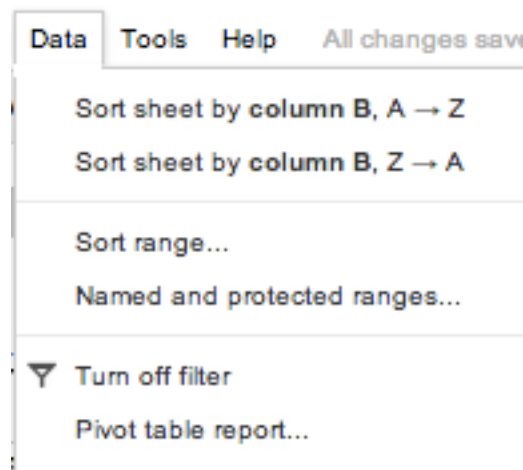 Data Tools Help All changes save
Sort sheet by column B, A → Z
Sort sheet by column B, Z → A
Sort range...
Named and protected ranges...
Turn off filter
Pivot table report...